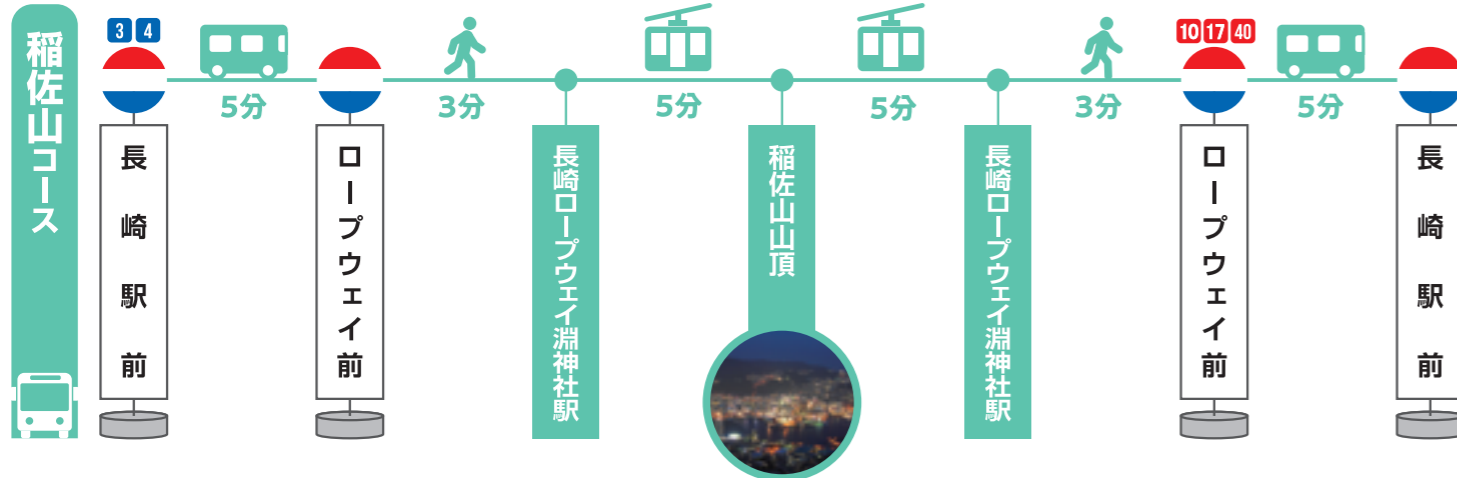 稲佐山コース
3 4
長崎駅前
5分
ロープウェイ前
3分
長崎ロープウェイ淵神社駅
5分
稲佐山山頂
5分
長崎ロープウェイ淵神社駅
3分
10 17 40
ロープウェイ前
5分
長崎駅前